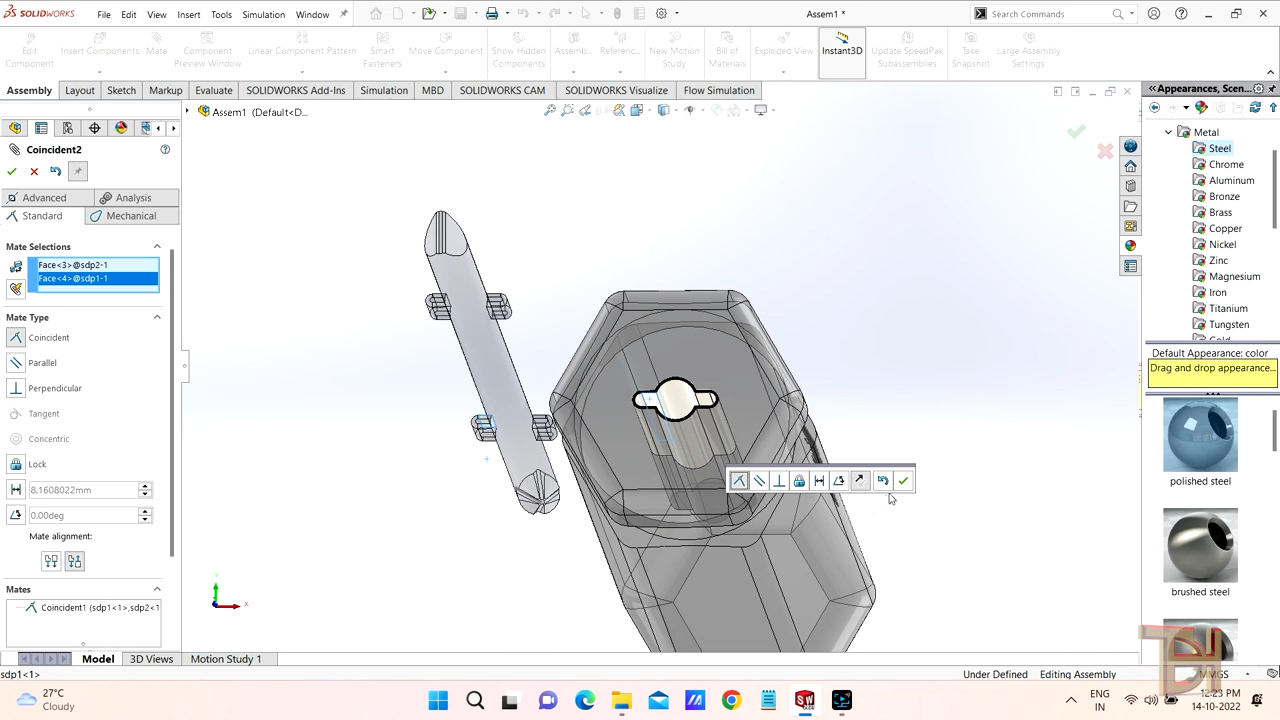 SOLIDWORKS
File
Edit
View
Insert
Tools
Simulation
Window
Assem1 *
Search Commands
Edit Component
Insert Components
Mate
Component Preview Window
Linear Component Pattern
Smart Fasteners
Move Component
Show Hidden Components
Assemb...
Referenc...
New Motion Study
Bill of Materials
Exploded View
Instant3D
Update SpeedPak Subassemblies
Take Snapshot
Large Assembly Settings
Assembly
Layout
Sketch
Markup
Evaluate
SOLIDWORKS Add-Ins
Simulation
MBD
SOLIDWORKS CAM
SOLIDWORKS Visualize
Flow Simulation
Appearances, Scen...
Assem1 (Default<D...
Coincident2
Advanced
Analysis
Standard
Mechanical
Mate Selections
Face<3>@sdp2-1
Face<4>@sdp1-1
Mate Type
Coincident
Parallel
Perpendicular
Tangent
Concentric
Lock
8.1608022mm
0.00deg
Mate alignment:
Mates
Coincident1 (sdp1<1>,sdp2<1
Metal
Steel
Chrome
Aluminum
Bronze
Brass
Copper
Nickel
Zinc
Magnesium
Iron
Titanium
Tungsten
Default Appearance: color
Drag and drop appearance...
polished steel
brushed steel
Y
X
Model
3D Views
Motion Study 1
sdp1<1>
Under Defined
Editing Assembly
MMGS
27°C
Cloudy
ENG
IN
12:23 PM
14-10-2022